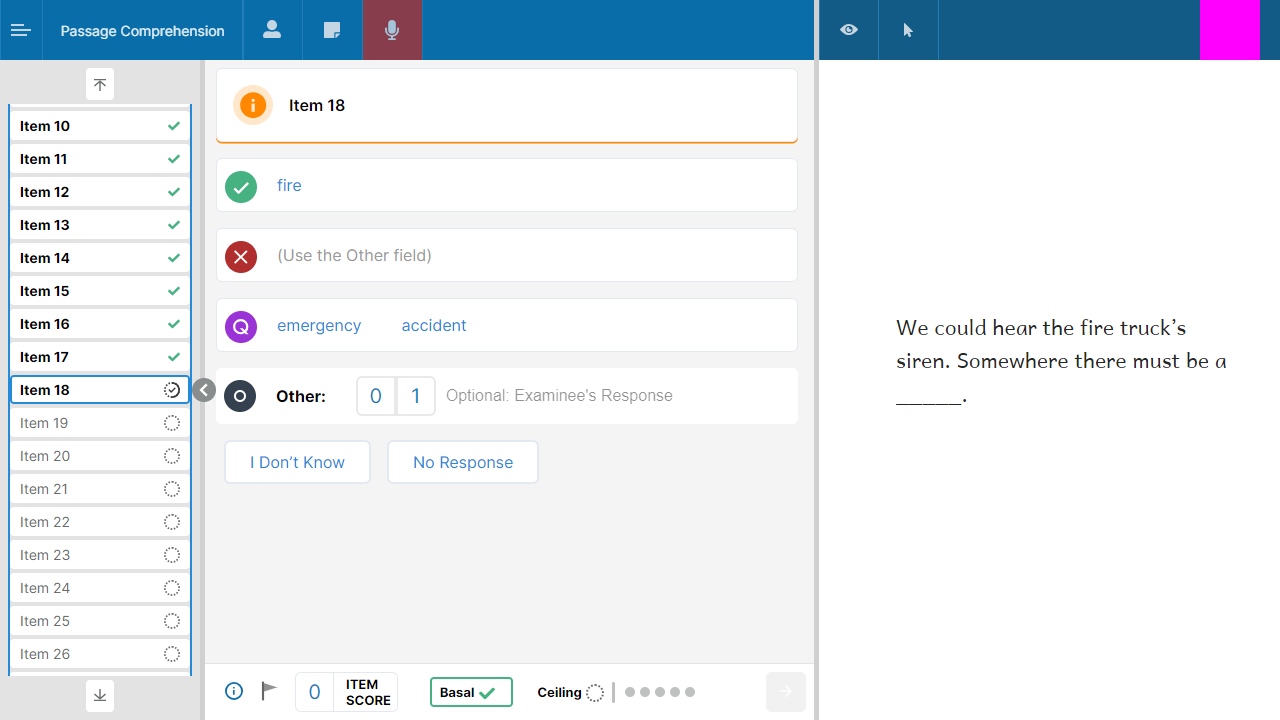 Passage Comprehension
Item 10
Item 11
Item 12
Item 13
Item 14
Item 15
Item 16
Item 17
Item 18
Item 19
Item 20
Item 21
Item 22
Item 23
Item 24
Item 25
Item 26
Item 18
fire
(Use the Other field)
Q emergency accident
O Other: 0 1 Optional: Examinee's Response
I Don’t Know No Response
0 ITEM SCORE
Basal
Ceiling
We could hear the fire truck’s
siren. Somewhere there must be a
_____.